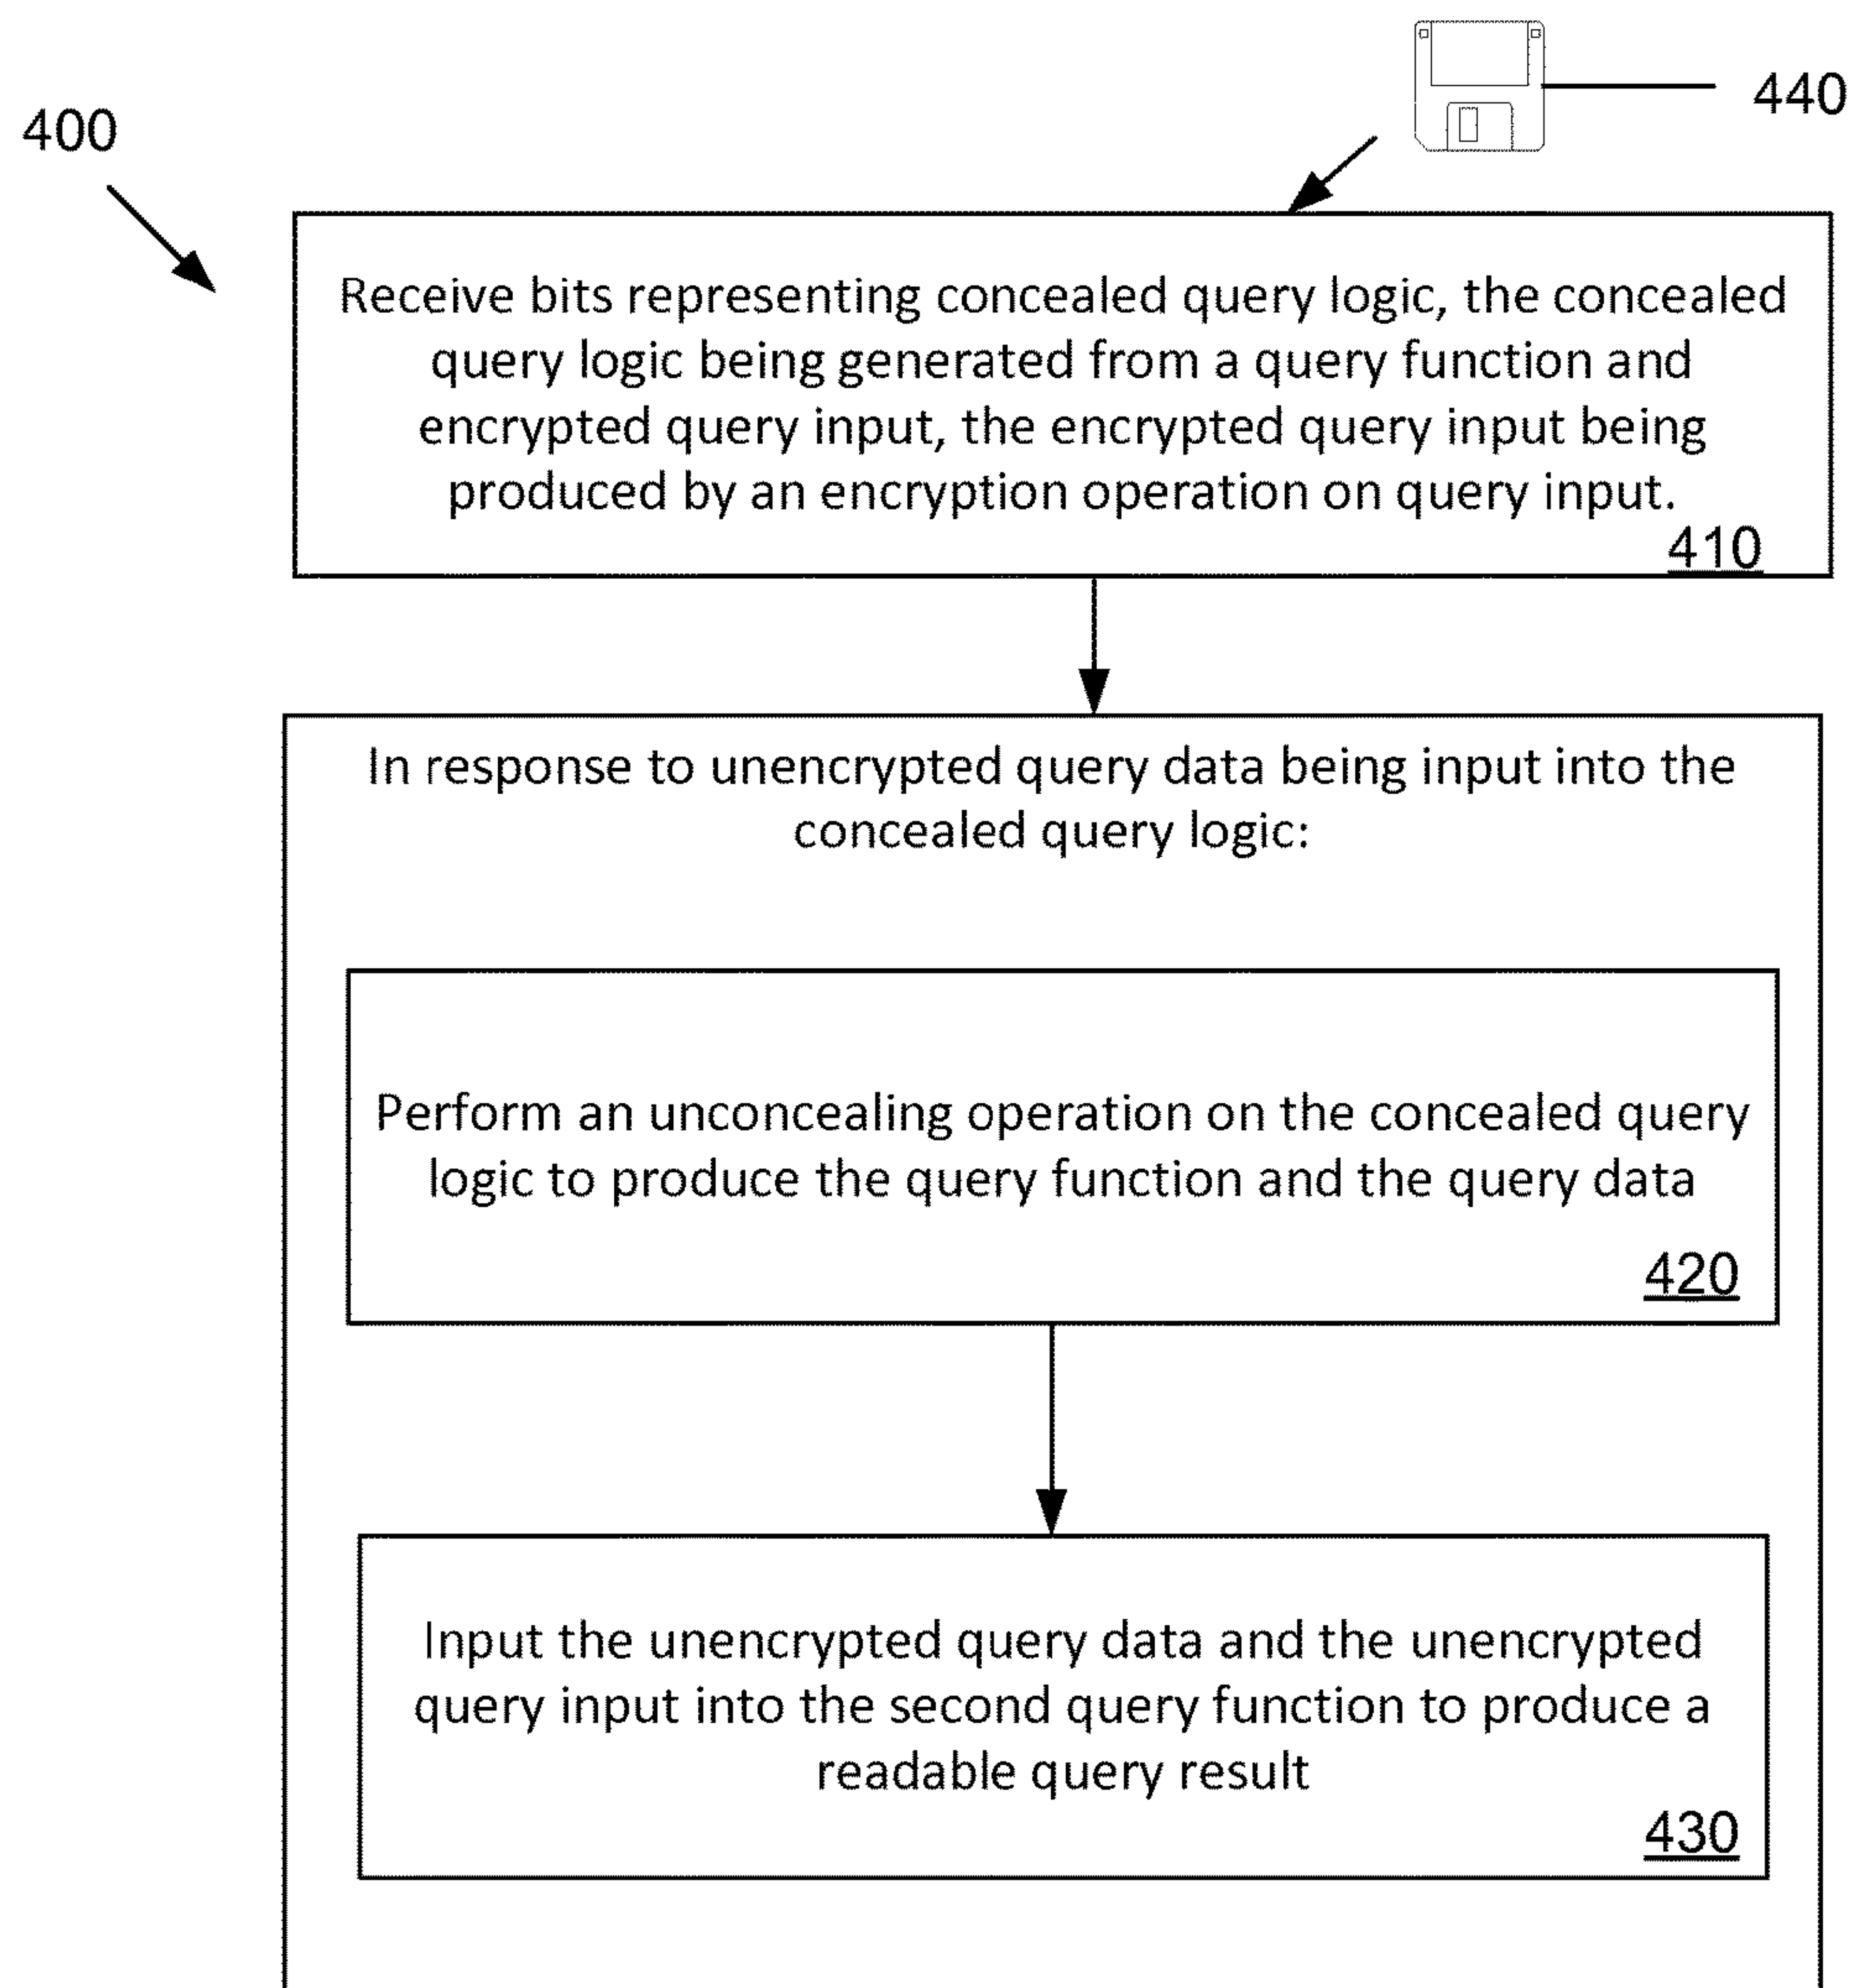 440
400
Receive bits representing concealed query logic, the concealed
query logic being generated from a query function and
encrypted query input, the encrypted query input being
produced by an encryption operation on query input.
410
In response to unencrypted query data being input into the
concealed query logic:
Perform an unconcealing operation on the concealed query
logic to produce the query function and the query data
420
Input the unencrypted query data and the unencrypted
query input into the second query function to produce a
readable query result
430